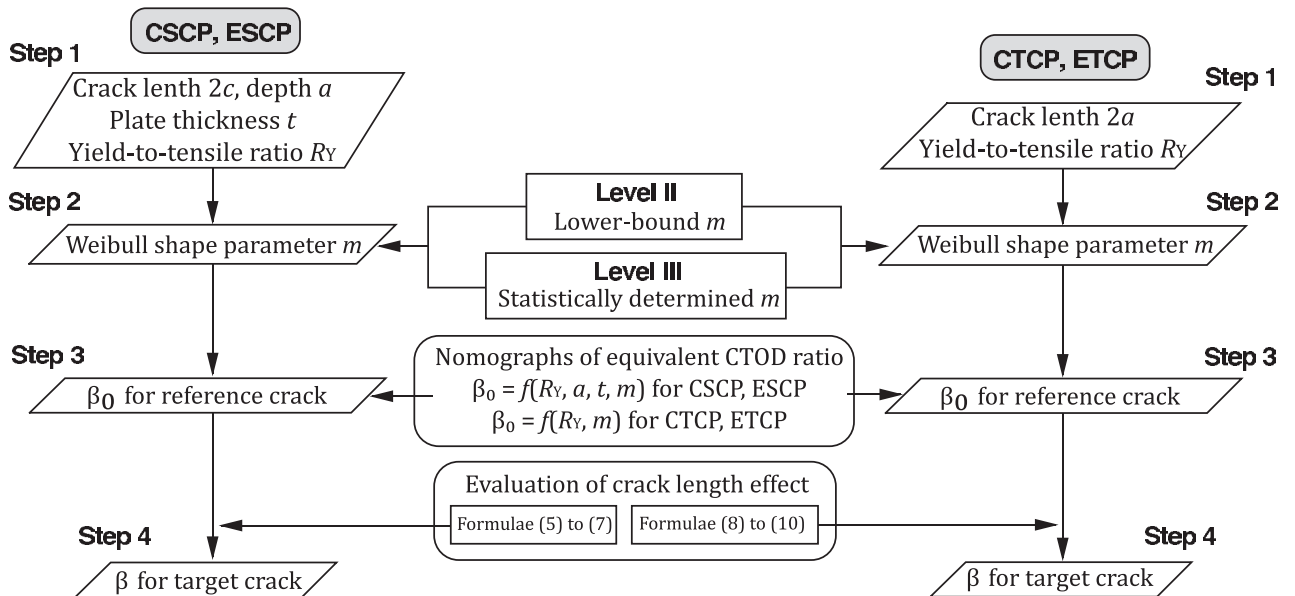 CSCP, ESCP
Step 1
Crack lenth 2c, depth a
Plate thickness t
Yield-to-tensile ratio RY
Step 2
Weibull shape parameter m
Step 3
β0 for reference crack
Step 4
β for target crack
Level II
Lower-bound m
Level III
Statistically determined m
Nomographs of equivalent CTOD ratio
β0 = f(RY, a, t, m) for CSCP, ESCP
β0 = f(RY, m) for CTCP, ETCP
Evaluation of crack length effect
Formulae (5) to (7)
Formulae (8) to (10)
CTCP, ETCP
Step 1
Crack lenth 2a
Yield-to-tensile ratio RY
Step 2
Weibull shape parameter m
Step 3
β0 for reference crack
Step 4
β for target crack